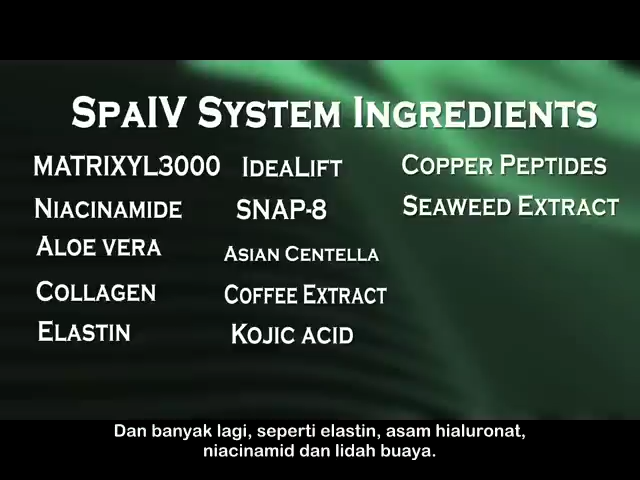 SpaIV System Ingredients
MATRIXYL3000
Niacinamide
Aloe vera
Collagen
Elastin
IdeaLift
SNAP-8
Asian Centella
Coffee Extract
Kojic acid
Copper Peptides
Seaweed Extract
Dan banyak lagi, seperti elastin, asam hialuronat,
niacinamid dan lidah buaya.